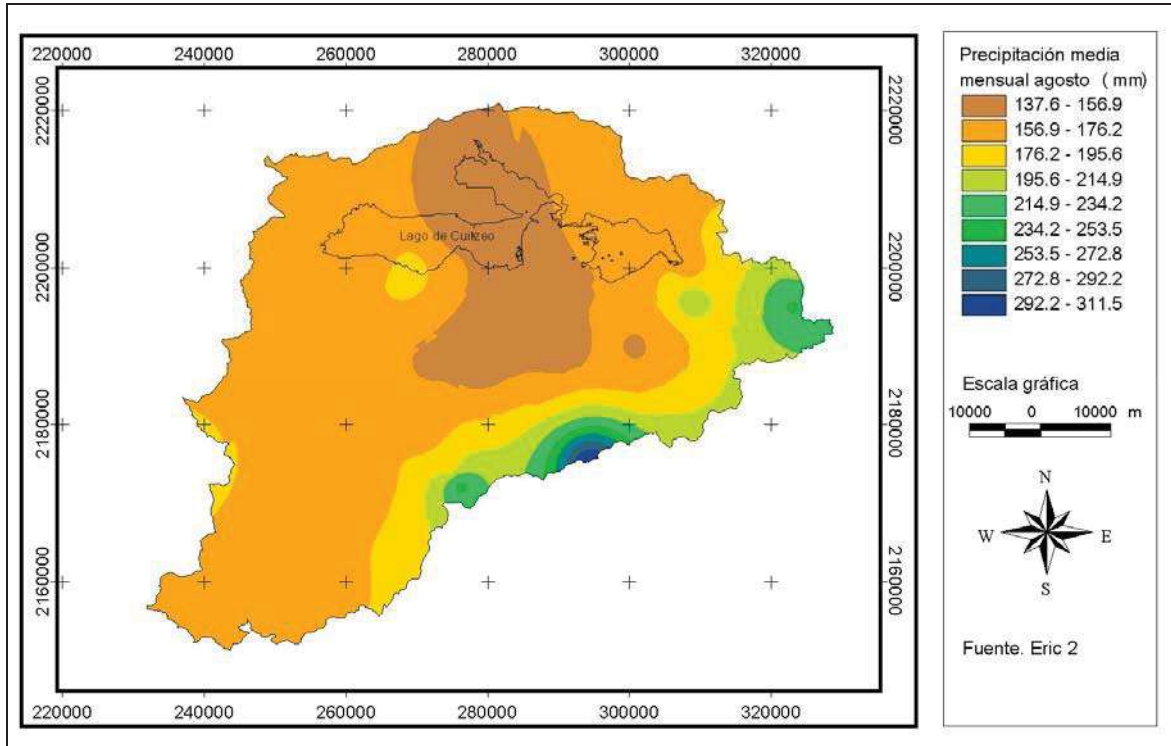 220000 240000 260000 280000 300000 320000
2220000 2220000
Lago de Cuitzeo
2200000 2200000
2180000 2180000
2160000 2160000
220000 240000 260000 280000 300000 320000
Precipitación media
mensual agosto ( mm)
137.6 - 156.9
156.9 - 176.2
176.2 - 195.6
195.6 - 214.9
214.9 - 234.2
234.2 - 253.5
253.5 - 272.8
272.8 - 292.2
292.2 - 311.5
Escala gráfica
10000 0 10000 m
N
W E
S
Fuente. Eric 2